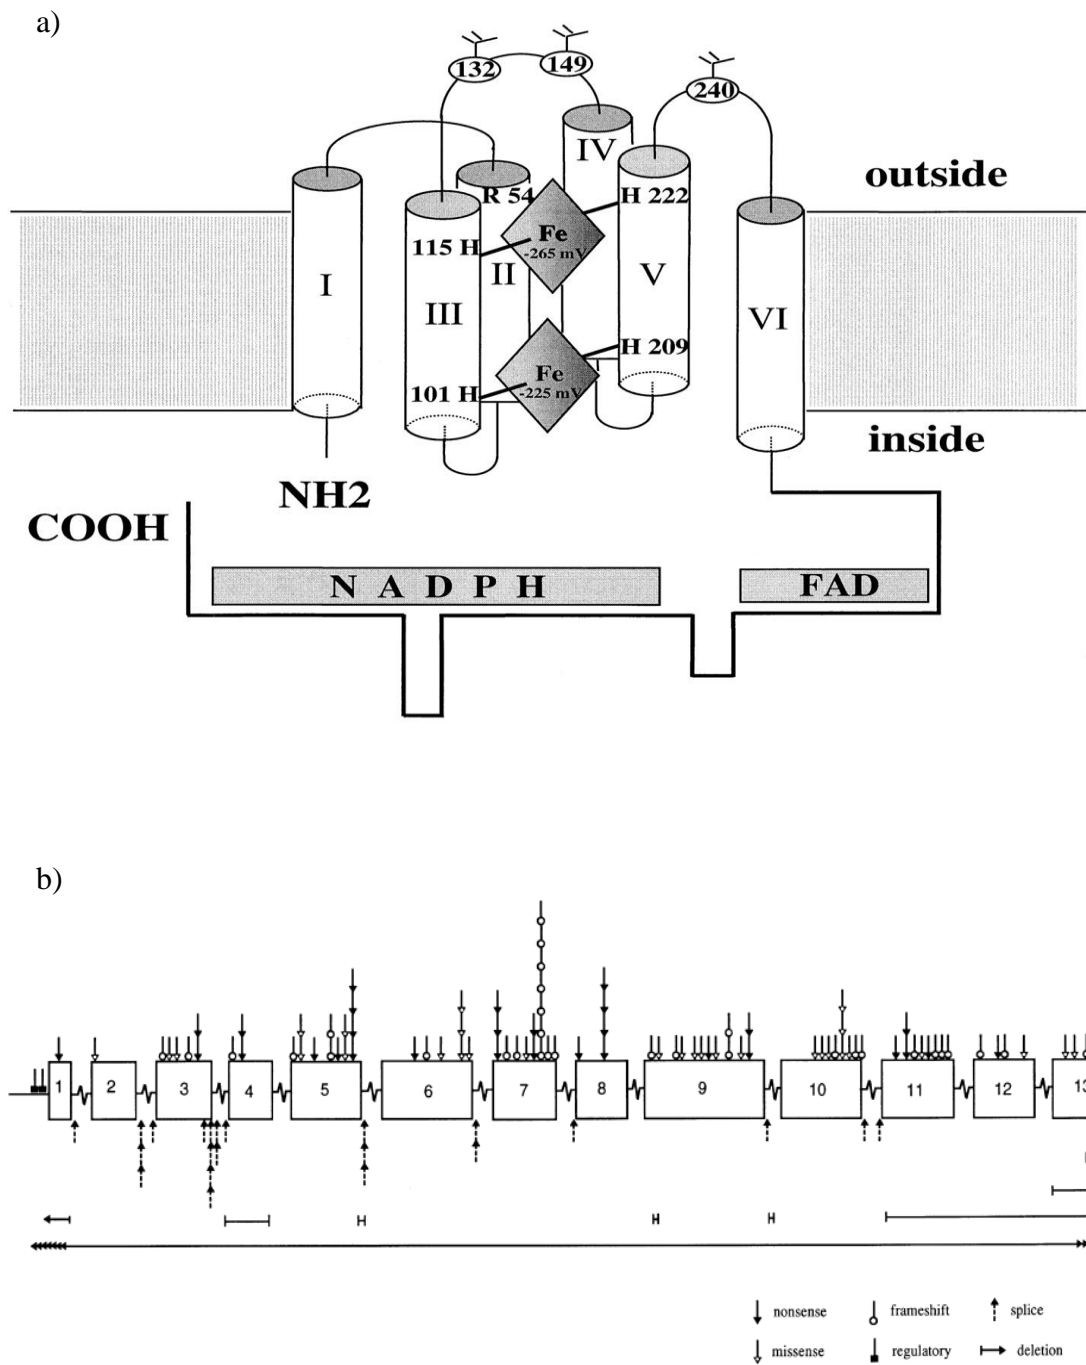 a)
132
149
240
IV
outside
R 54
H 222
Fe
-265 mV
115 H
I
II
III
V
VI
H 209
Fe
-225 mV
101 H
inside
NH2
COOH
N A D P H
FAD
b)
1
2
3
4
5
6
7
8
9
10
11
12
13
nonsense
frameshift
splice
missense
regulatory
deletion